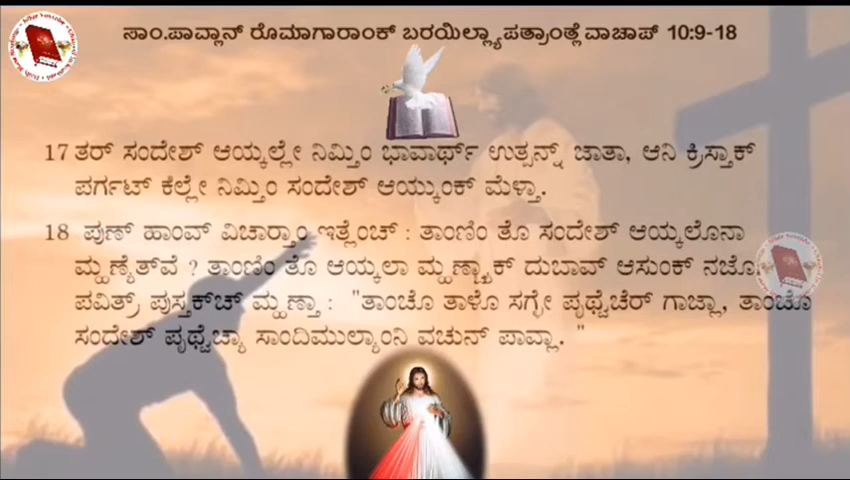 ಸಾಂ.ಪಾವ್ಲಾನ್ ರೊಮಾಗಾರಾಂಕ್ ಬರಯಿಲ್ಲ್ಯಾಪತ್ರಾಂತ್ಲೆವಾಚಾಪ್ 10:9-18
17 ತರ್ ಸಂದೇಶ್ ಆಯ್ಕಲ್ಲೇ ನಿಮ್ತಿಂ ಭಾವಾರ್ಥ್ ಉತ್ಪನ್ನ್ ಜಾತಾ, ಆನಿ ಕ್ರಿಸ್ತಾಕ್
ಪರ್ಗಟ್ ಕೆಲ್ಲೇ ನಿಮ್ತಿಂ ಸಂದೇಶ್ ಆಯ್ಕುಂಕ್ ಮೆಳ್ತಾ.
18 ಪುಣ್ ಹಾಂವ್ ವಿಚಾರ್‍ತಾಂ ಇತ್ಲೆಂಚ್ : ತಾಂಣಿಂ ತೊ ಸಂದೇಶ್ ಆಯ್ಕಲೊನಾ
ಮ್ಹಣ್ಯೆತ್‌ವೆ ? ತಾಂಣಿಂ ತೊ ಆಯ್ಕಲಾ ಮ್ಹಣ್ಚ್ಯಾಕ್ ದುಬಾವ್ ಆಸುಂಕ್ ನಜೊ.
ಪವಿತ್ರ್ ಪುಸ್ತಕ್‌ಚ್ ಮ್ಹಣ್ತಾ : "ತಾಂಚೊ ತಾಳೊ ಸಗ್ಳೇ ಪೃಥ್ವೆಚೆರ್ ಗಾಜ್ಲಾ, ತಾಂಚೊ
ಸಂದೇಶ್ ಪೃಥ್ವೆಚ್ಯಾ ಸಾಂದಿಮುಲ್ಯಾಂನಿ ವಚುನ್ ಪಾವ್ಲಾ. "